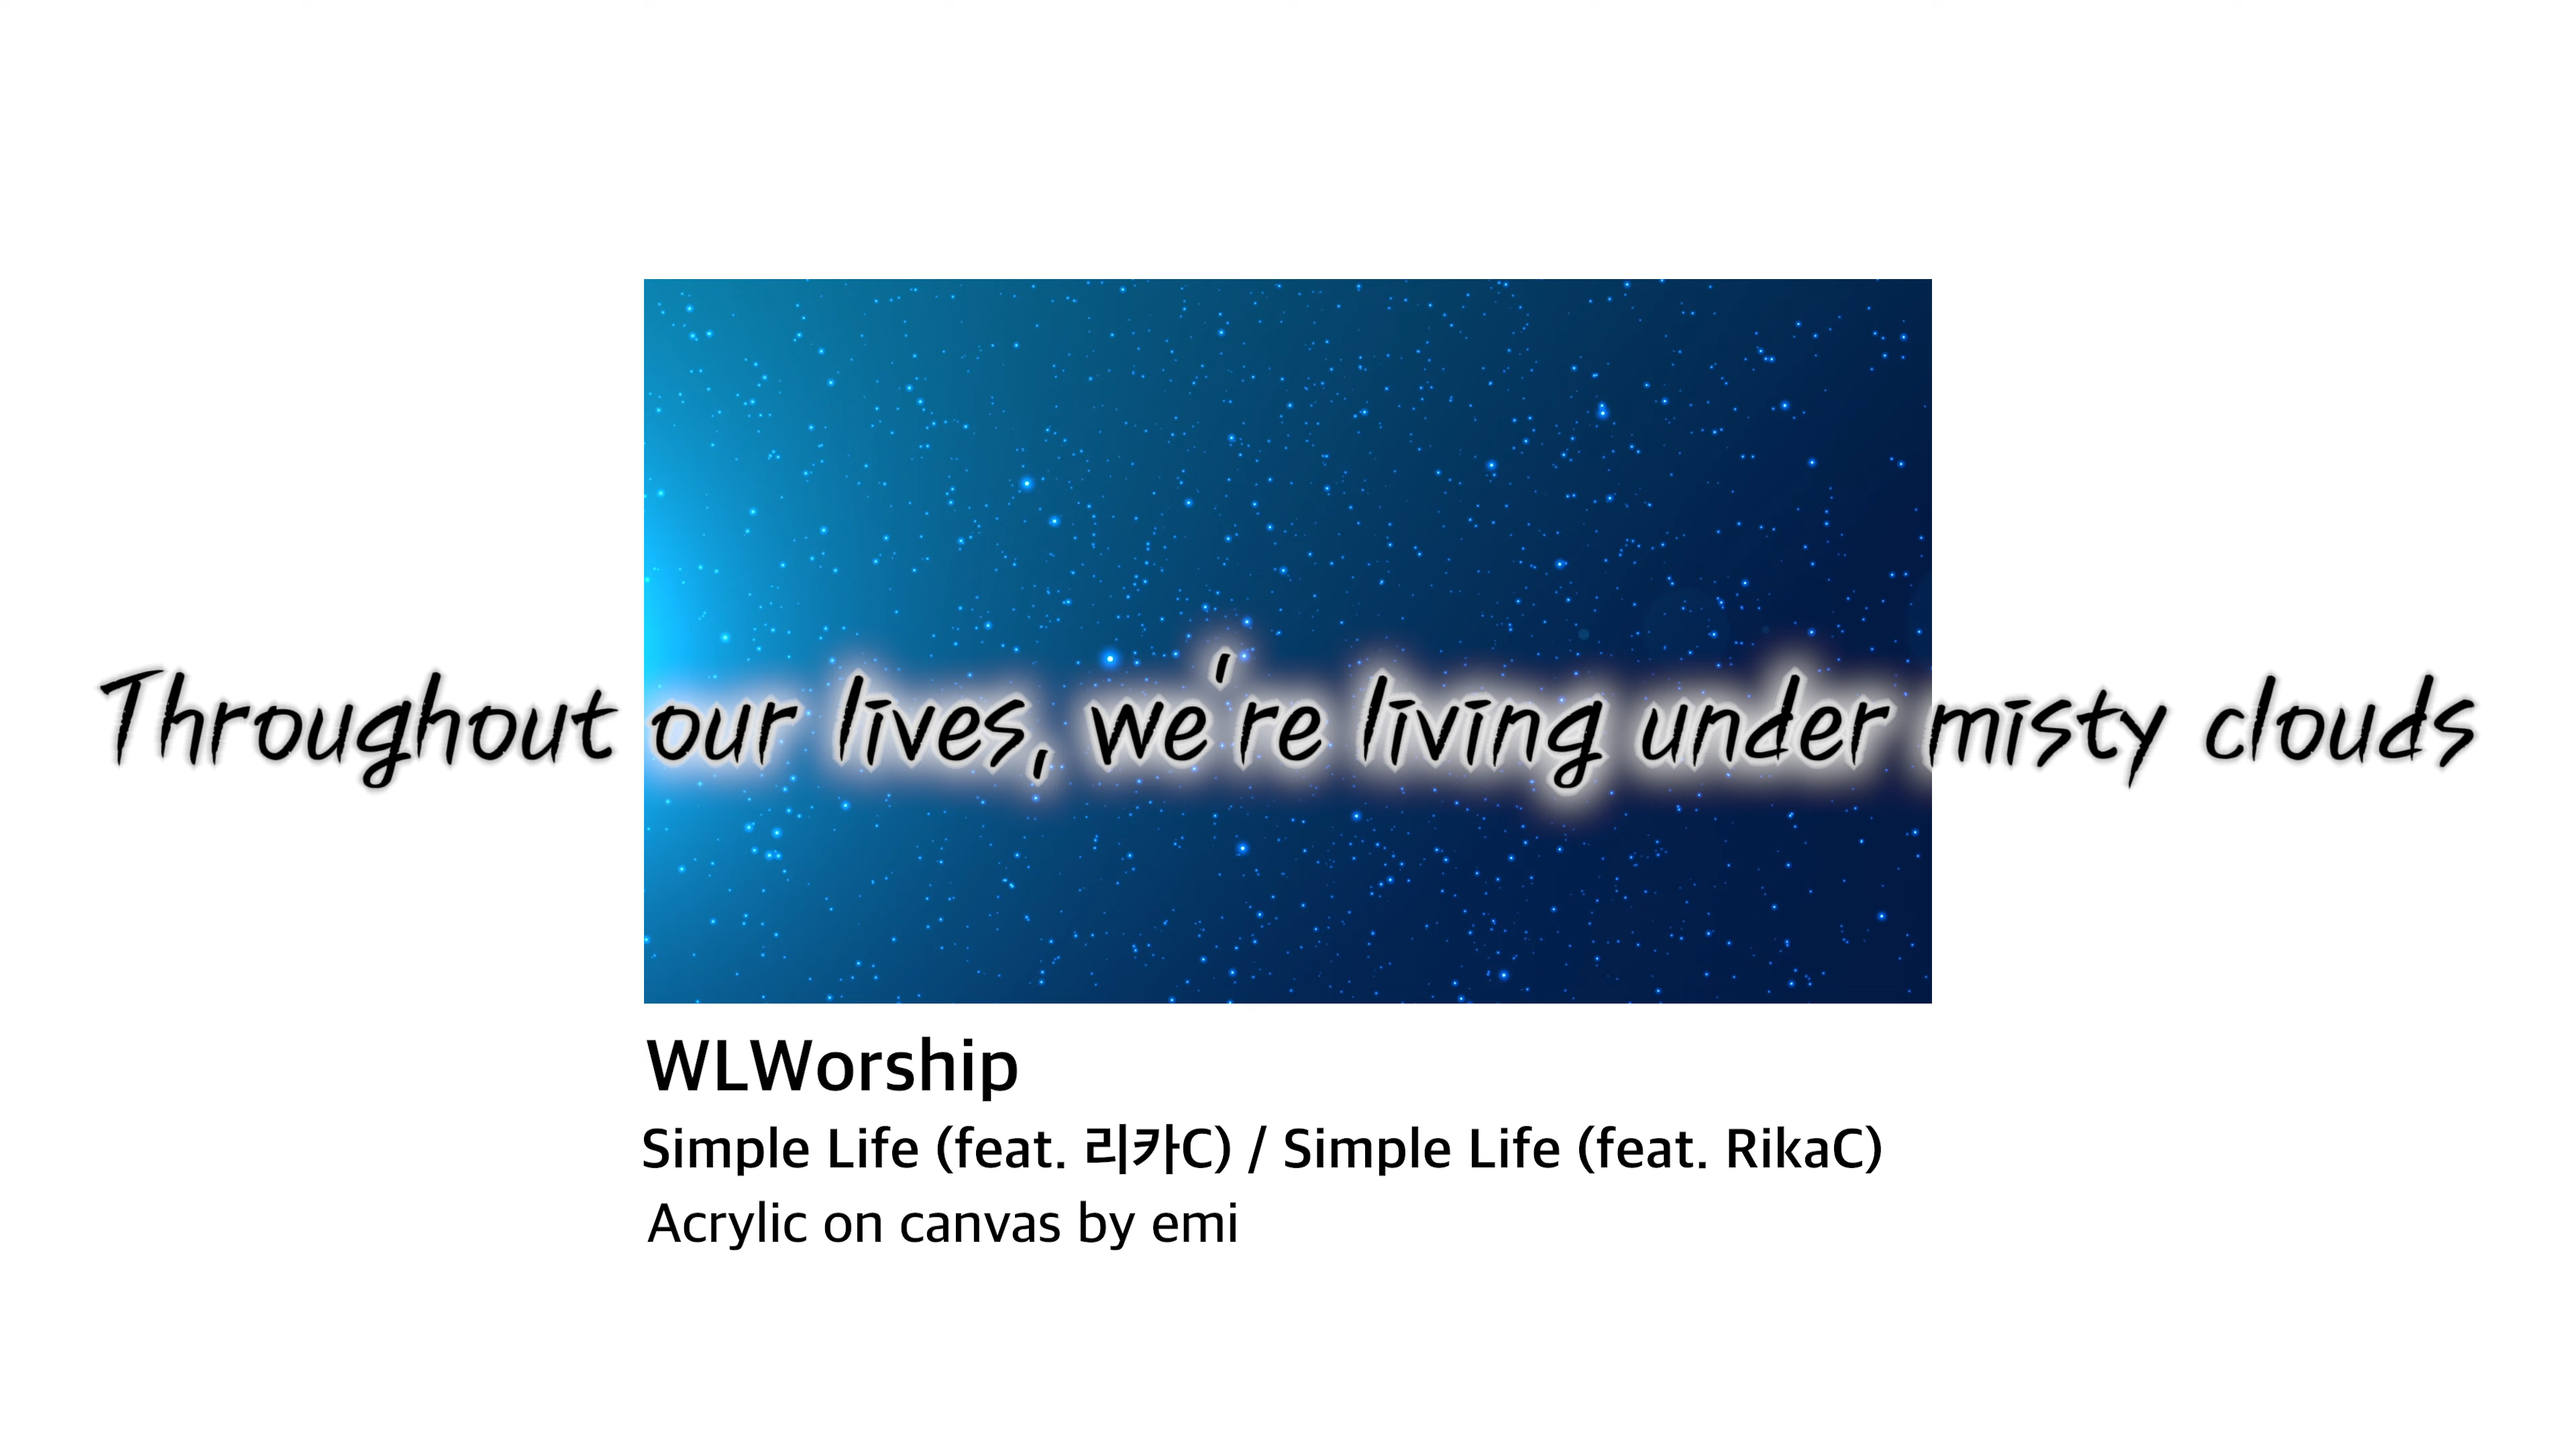 Throughout our lives, we're living under misty clouds
WLWorship
Simple Life (feat. 리카C) / Simple Life (feat. RikaC)
Acrylic on canvas by emi